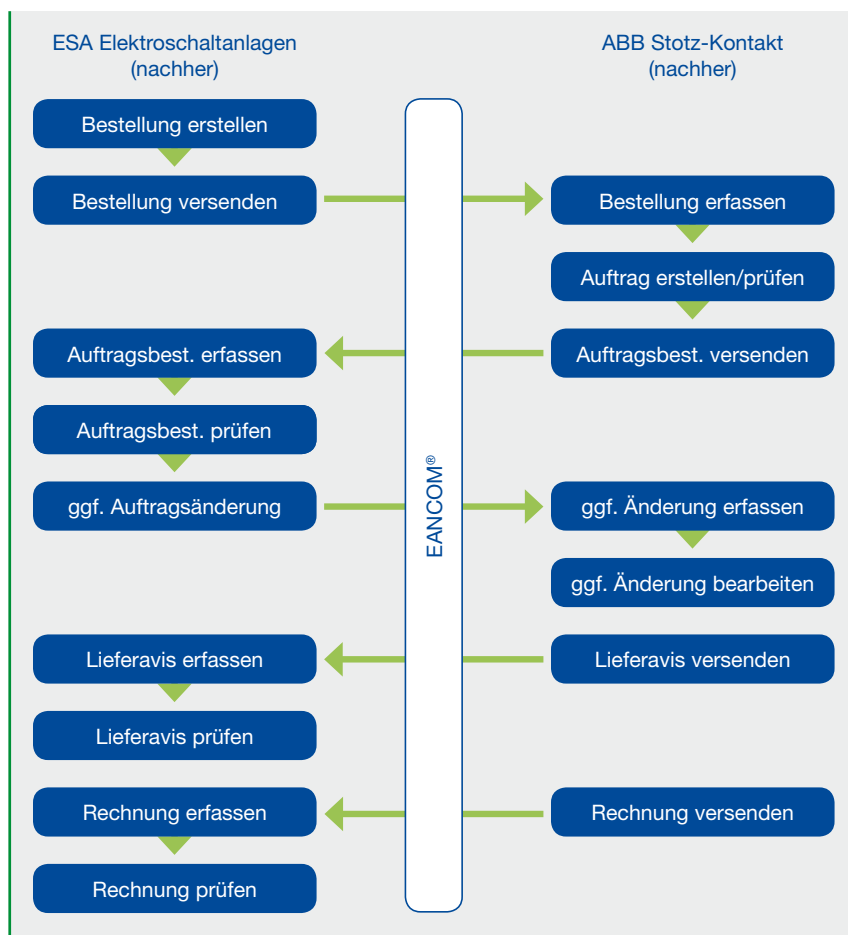 ESA Elektroschaltanlagen
(nachher)
ABB Stotz-Kontakt
(nachher)
Bestellung erstellen
Bestellung versenden
Bestellung erfassen
Auftrag erstellen/prüfen
Auftragsbest. erfassen
Auftragsbest. versenden
Auftragsbest. prüfen
ggf. Auftragsänderung
ggf. Änderung erfassen
EANCOM®
ggf. Änderung bearbeiten
Lieferavis erfassen
Lieferavis versenden
Lieferavis prüfen
Rechnung erfassen
Rechnung versenden
Rechnung prüfen